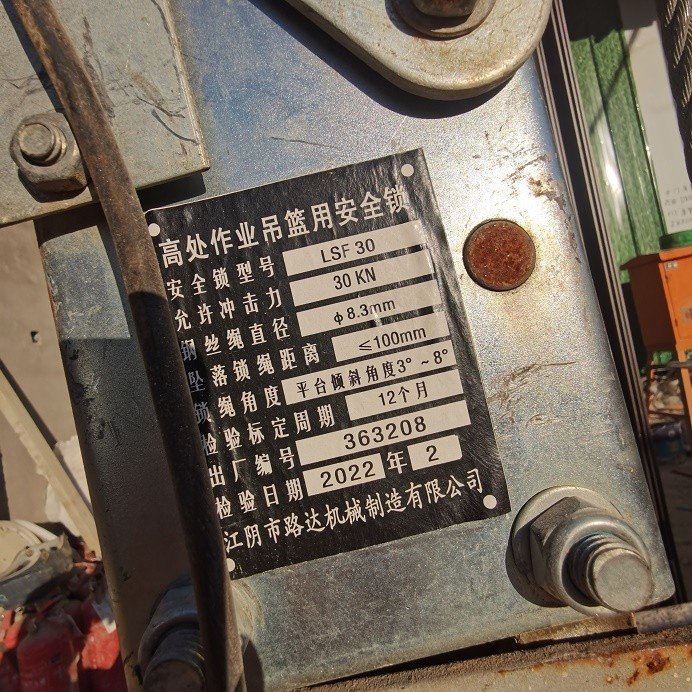 高处作业吊篮用安全锁
安全锁型号 LSF 30
允许冲击力 30 KN
钢丝绳直径 φ8.3mm
坠落锁绳距离 ≤100mm
锁绳角度 平台倾斜角度3°~8°
检验标定周期 12个月
出厂编号 363208
检验日期 2022 年 2
江阴市路达机械制造有限公司